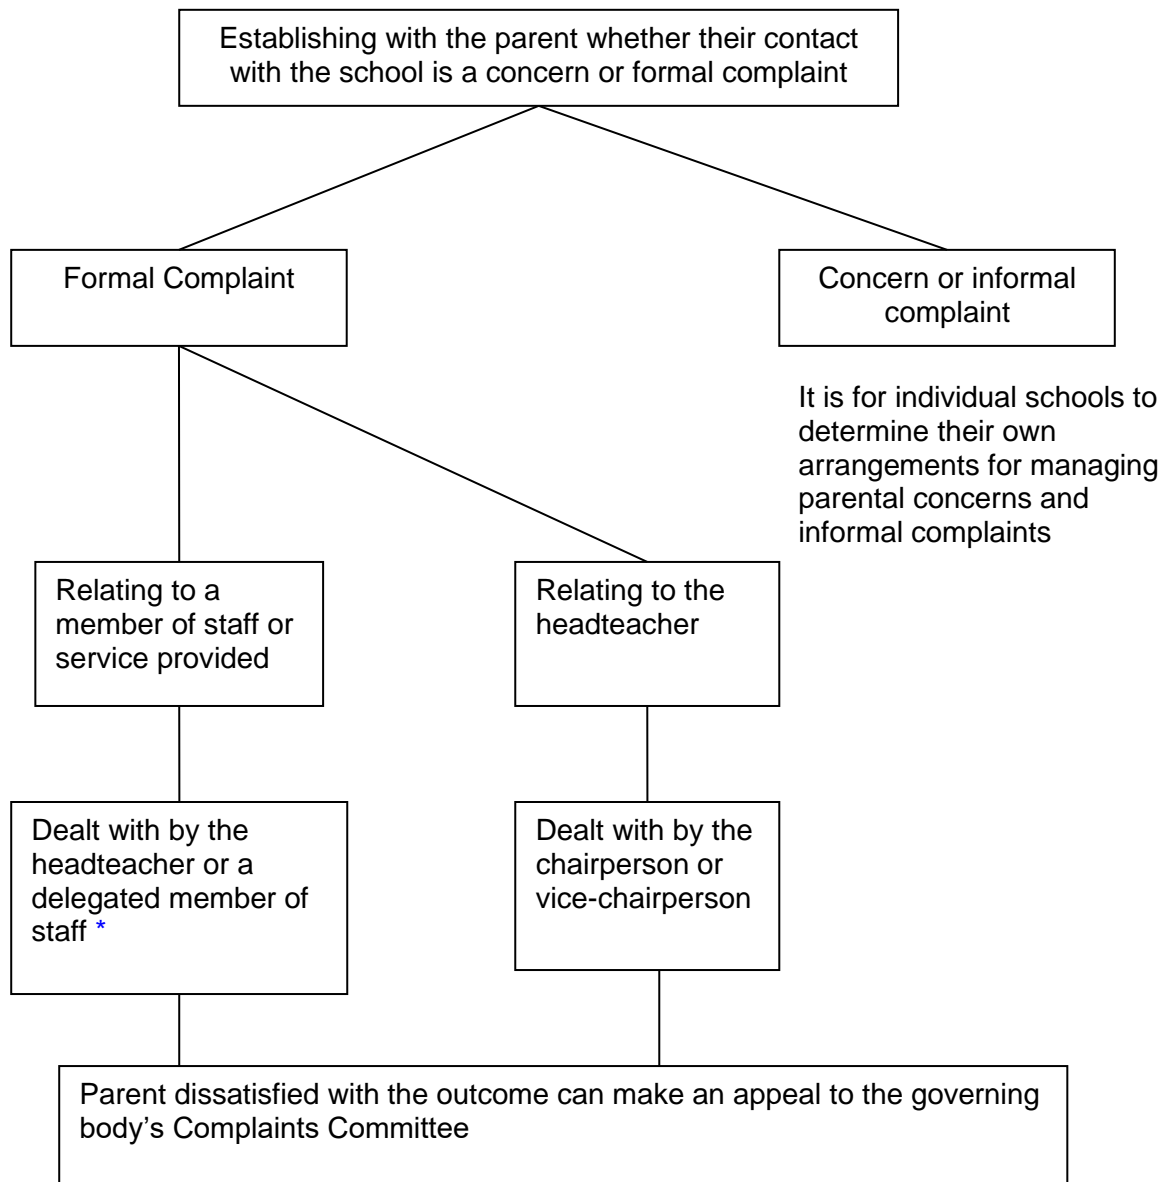 Establishing with the parent whether their contact
with the school is a concern or formal complaint
Formal Complaint
Concern or informal
complaint
It is for individual schools to
determine their own
arrangements for managing
parental concerns and
informal complaints
Relating to a
member of staff or
service provided
Relating to the
headteacher
Dealt with by the
headteacher or a
delegated member of
staff *
Dealt with by the
chairperson or
vice-chairperson
Parent dissatisfied with the outcome can make an appeal to the governing
body’s Complaints Committee